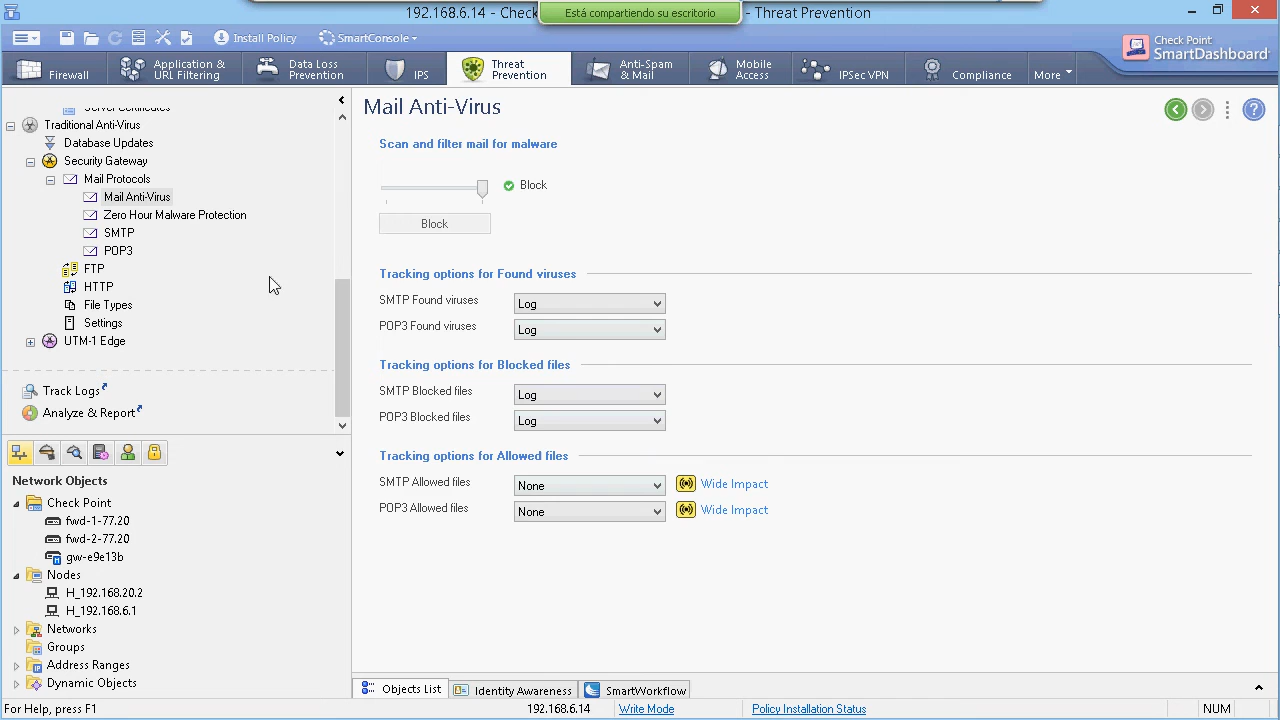 192.168.6.14 - Check
Está compartiendo su escritorio
- Threat Prevention
Install Policy
SmartConsole
Check Point
SmartDashboard
Firewall
Application &
URL Filtering
Data Loss
Prevention
IPS
Threat
Prevention
Anti-Spam
& Mail
Mobile
Access
IPSec VPN
Compliance
More
Server Certificates
Traditional Anti-Virus
Database Updates
Security Gateway
Mail Protocols
Mail Anti-Virus
Zero Hour Malware Protection
SMTP
POP3
FTP
HTTP
File Types
Settings
UTM-1 Edge
Track Logs
Analyze & Report
Network Objects
Check Point
fwd-1-77.20
fwd-2-77.20
gw-e9e13b
Nodes
H_192.168.20.2
H_192.168.6.1
Networks
Groups
Address Ranges
Dynamic Objects
Mail Anti-Virus
Scan and filter mail for malware
Block
Block
Tracking options for Found viruses
SMTP Found viruses Log
POP3 Found viruses Log
Tracking options for Blocked files
SMTP Blocked files Log
POP3 Blocked files Log
Tracking options for Allowed files
SMTP Allowed files None Wide Impact
POP3 Allowed files None Wide Impact
Objects List
Identity Awareness
SmartWorkflow
For Help, press F1
192.168.6.14
Write Mode
Policy Installation Status
NUM